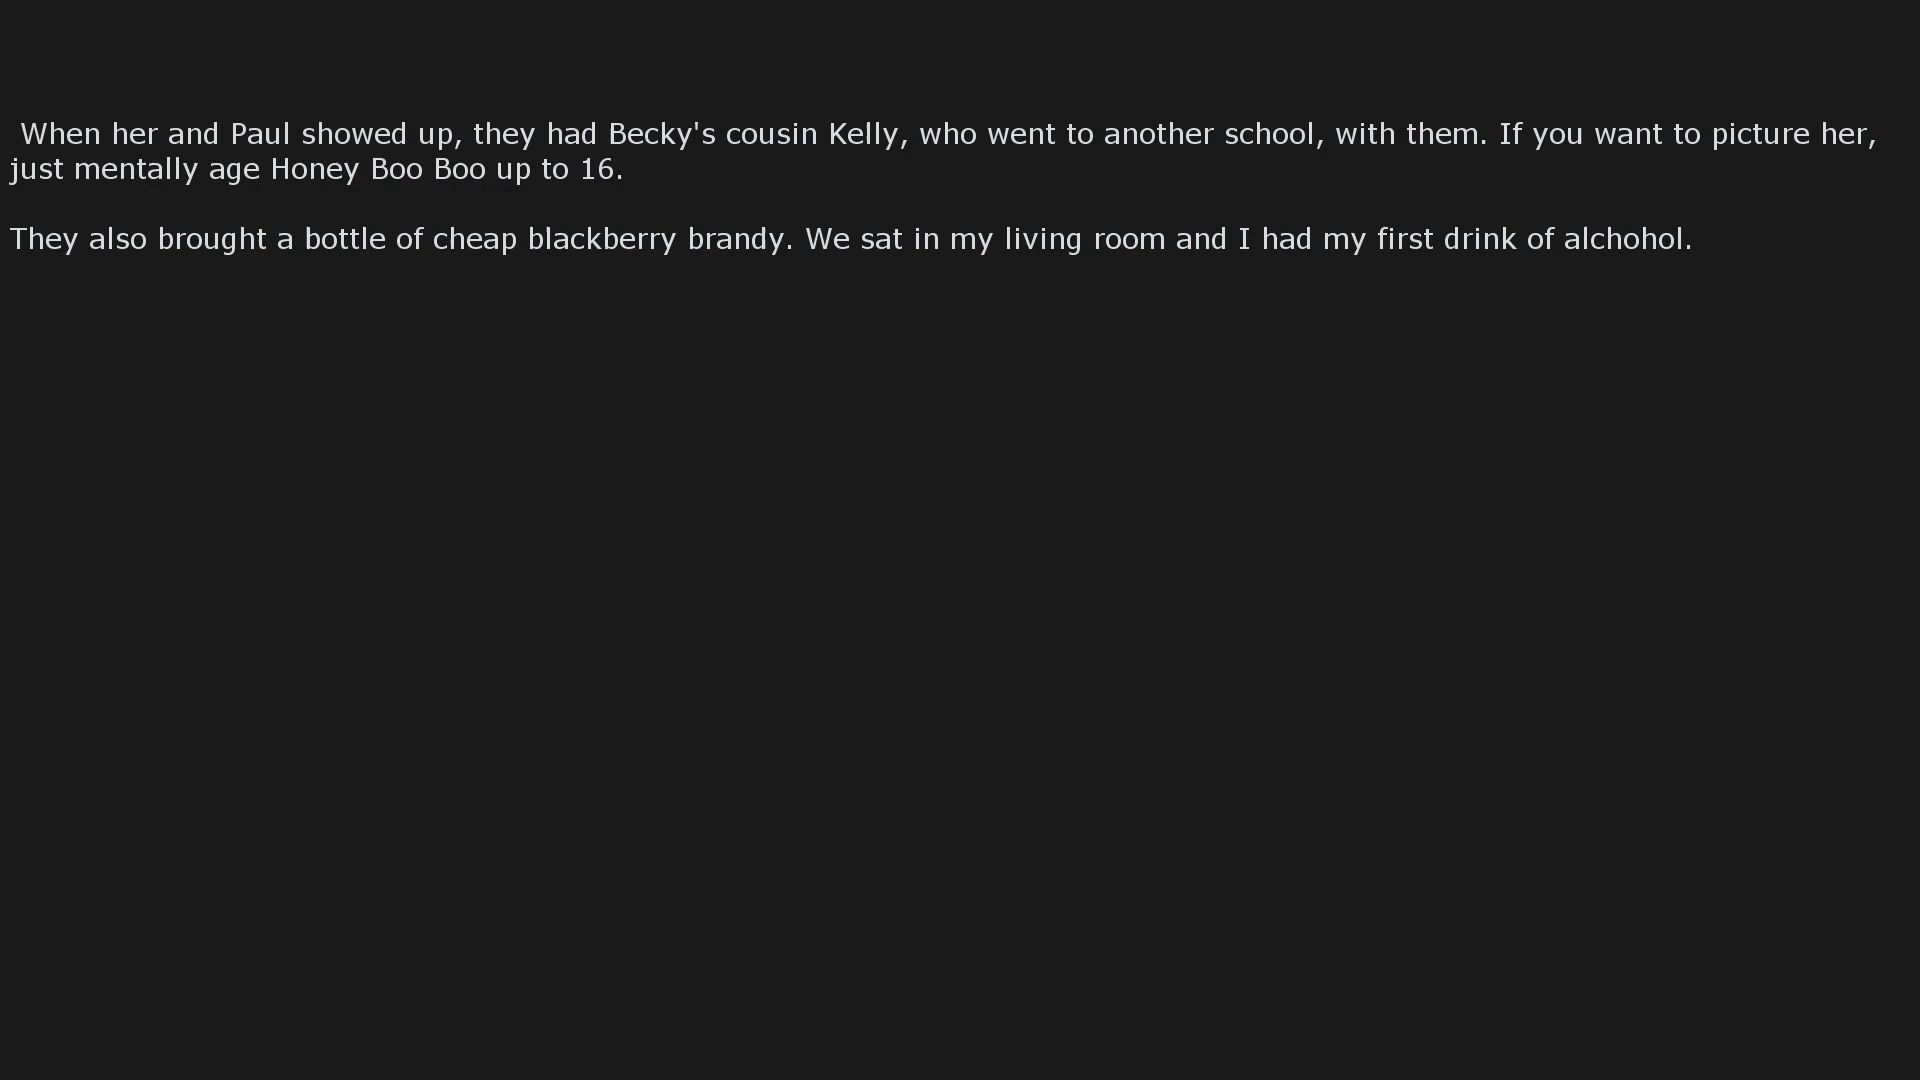 When her and Paul showed up, they had Becky's cousin Kelly, who went to another school, with them. If you want to picture her,
just mentally age Honey Boo Boo up to 16.
They also brought a bottle of cheap blackberry brandy. We sat in my living room and I had my first drink of alchohol.